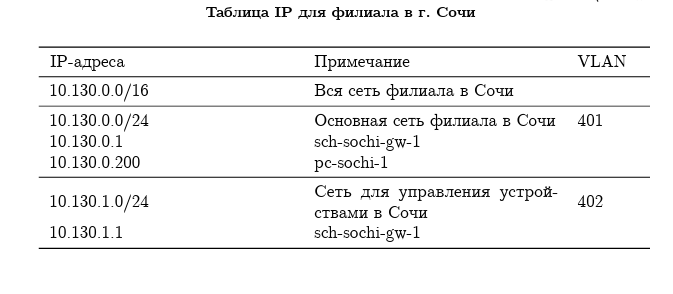 Таблица IP для филиала в г. Сочи
IP-адреса Примечание VLAN
10.130.0.0/16 Вся сеть филиала в Сочи
10.130.0.0/24 Основная сеть филиала в Сочи 401
10.130.0.1 sch-sochi-gw-1
10.130.0.200 pc-sochi-1
10.130.1.0/24 Сеть для управления устрой-
ствами в Сочи 402
10.130.1.1 sch-sochi-gw-1